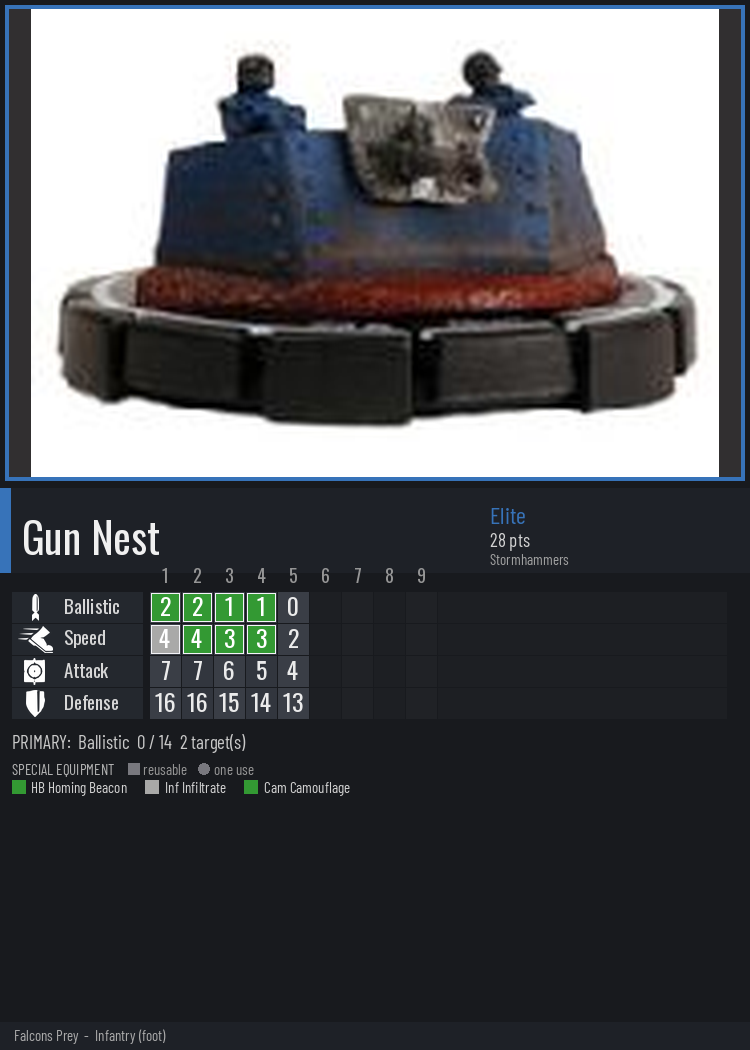 Gun Nest
Elite
28 pts
Stormhammers
1 2 3 4 5 6 7 8 9
Ballistic 2 2 1 1 0
Speed 4 4 3 3 2
Attack 7 7 6 5 4
Defense 16 16 15 14 13
PRIMARY: Ballistic 0 / 14 2 target(s)
SPECIAL EQUIPMENT reusable one use
HB Homing Beacon Inf Infiltrate Cam Camouflage
Falcons Prey - Infantry (foot)